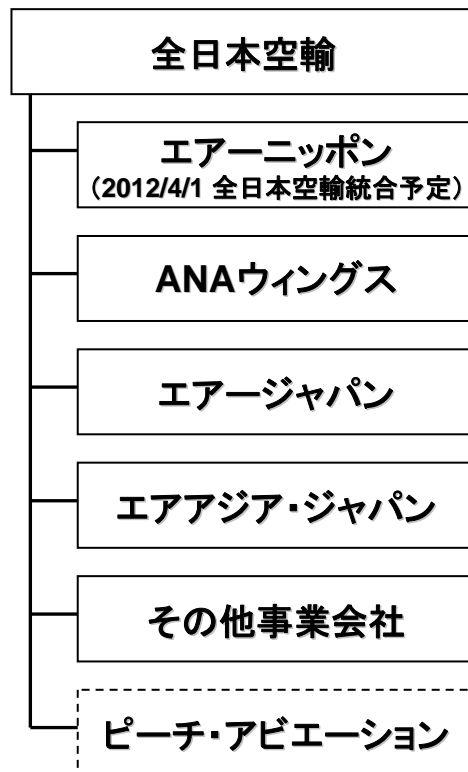 全日本空輸
エアーニッポン
（2012/4/1 全日本空輸統合予定）
ANAウィングス
エアージャパン
エアアジア・ジャパン
その他事業会社
ピーチ・アビエーション